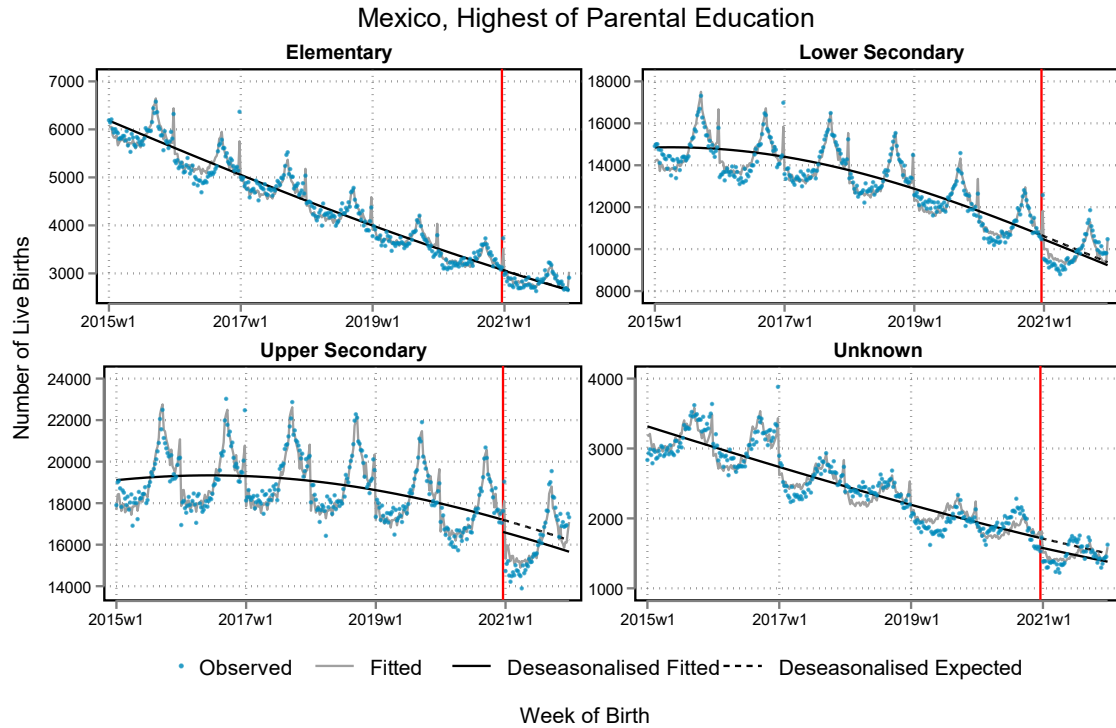 Mexico, Highest of Parental Education
Elementary
Lower Secondary
7000
6000
5000
4000
3000
2015w1 2017w1 2019w1 2021w1
18000
16000
14000
12000
10000
8000
2015w1 2017w1 2019w1 2021w1
Number of Live Births
Upper Secondary
Unknown
24000
22000
20000
18000
16000
14000
2015w1 2017w1 2019w1 2021w1
4000
3000
2000
1000
2015w1 2017w1 2019w1 2021w1
Observed Fitted Deseasonalised Fitted Deseasonalised Expected
Week of Birth